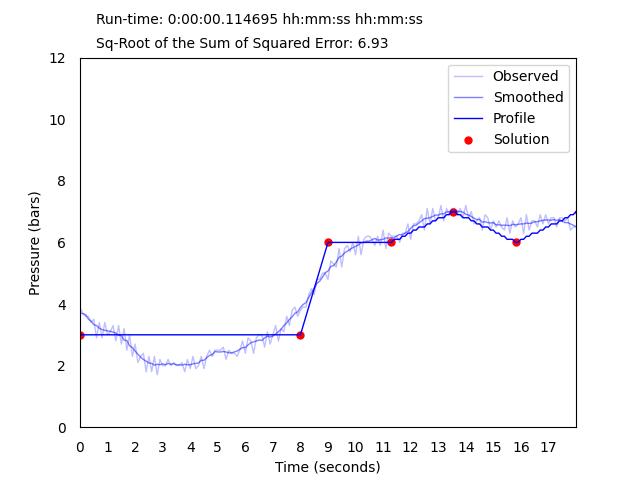 Run-time: 0:00:00.114695 hh:mm:ss hh:mm:ss
Sq-Root of the Sum of Squared Error: 6.93
12
10
8
6
4
2
0
Pressure (bars)
Observed
Smoothed
Profile
Solution
0 1 2 3 4 5 6 7 8 9 10 11 12 13 14 15 16 17
Time (seconds)